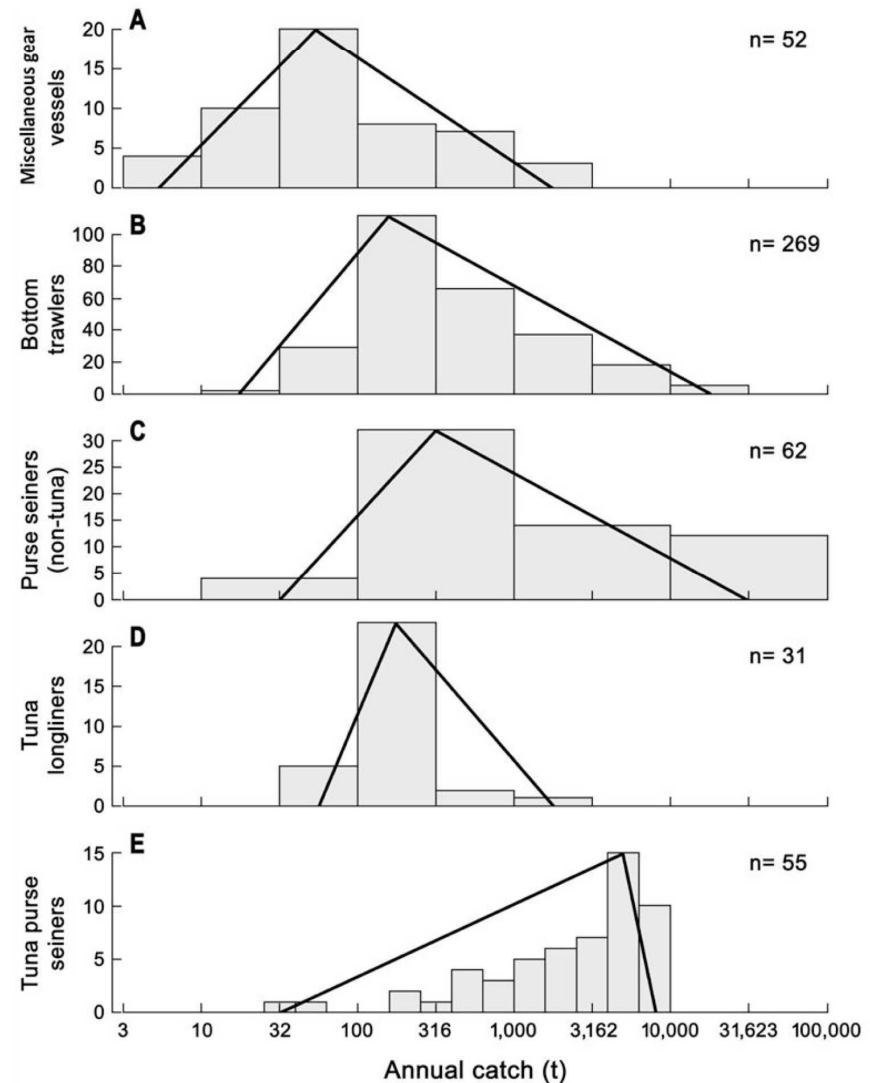 A
n= 52
Miscellaneous gear
vessels
20
15
10
5
0
B
n= 269
Bottom
trawlers
100
80
60
40
20
0
C
n= 62
Purse seiners
(non-tuna)
30
25
20
15
10
5
0
D
n= 31
Tuna
longliners
20
15
10
5
0
E
n= 55
Tuna purse
seiners
15
10
5
0
3 10 32 100 316 1,000 3,162 10,000 31,623 100,000
Annual catch (t)